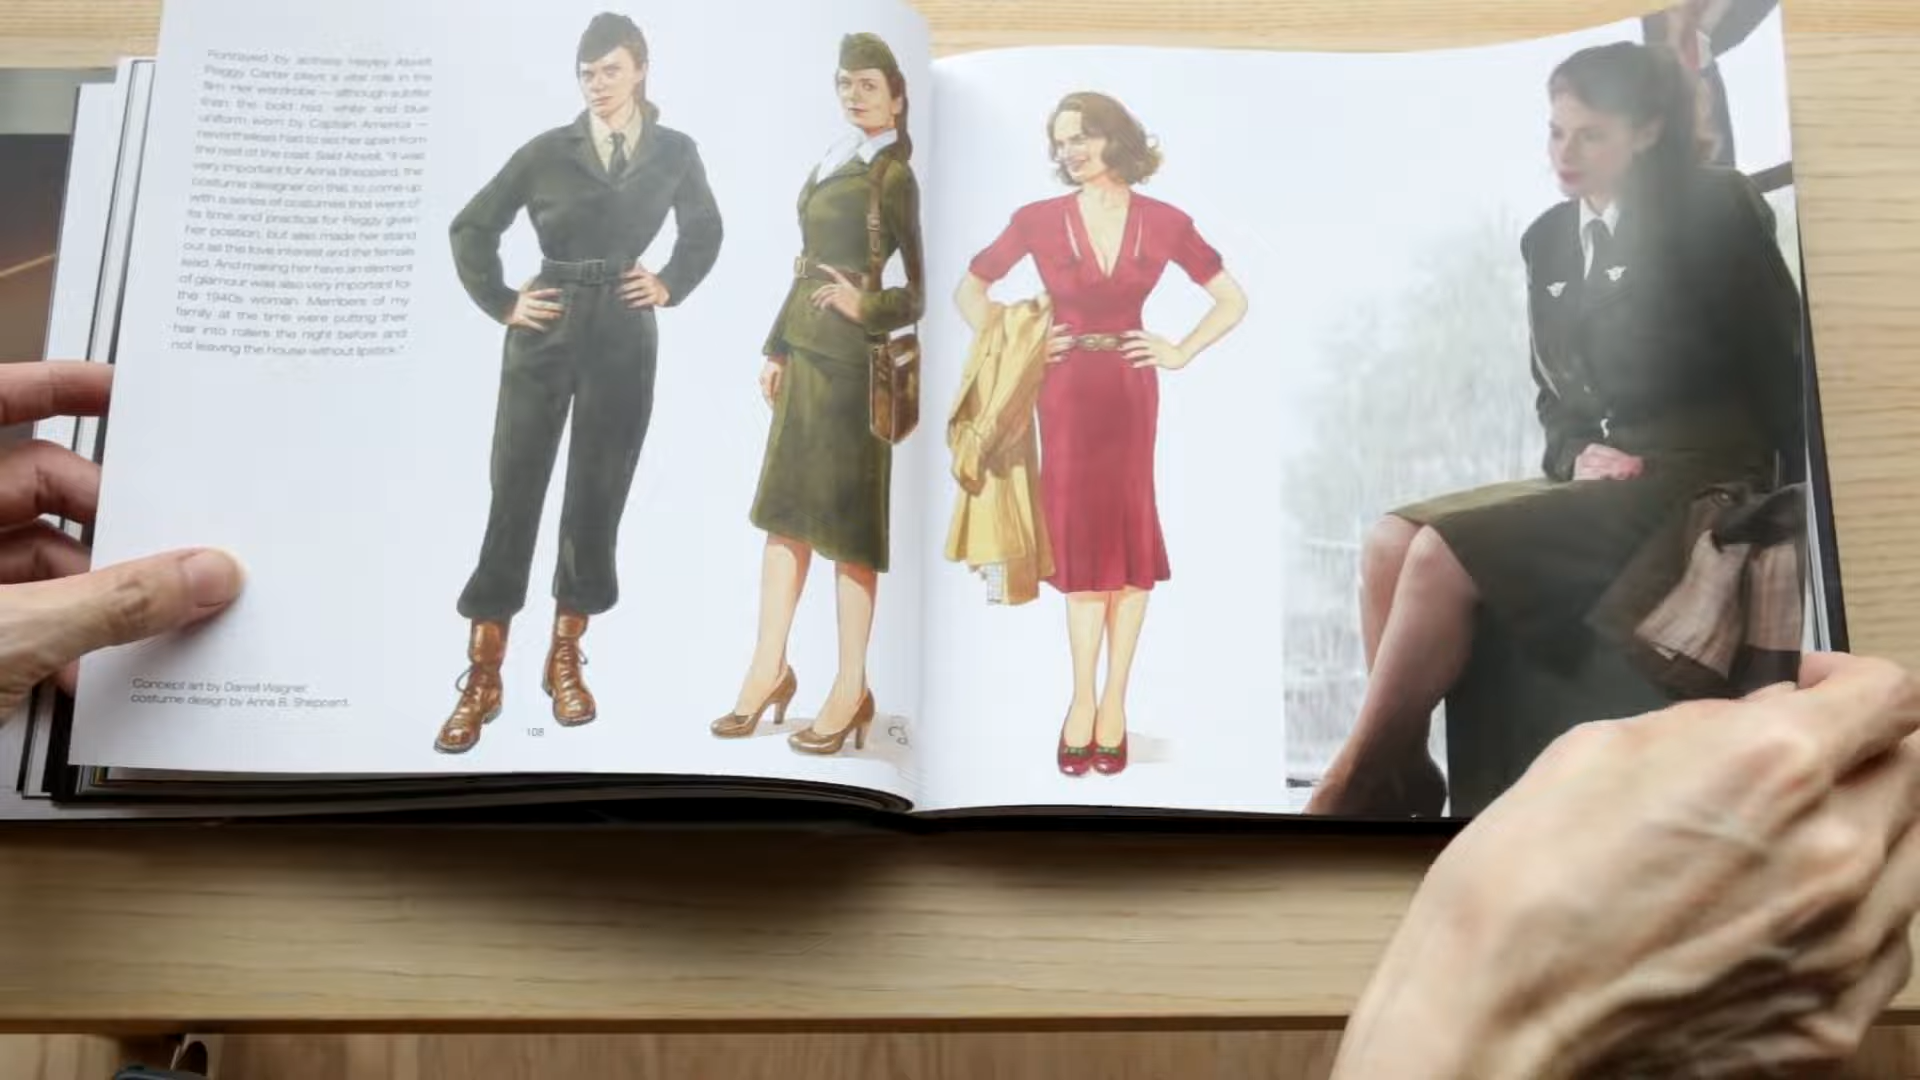 Portrayed by actress Hayley Atwell
Peggy Carter plays a vital role in the
film. Her wardrobe — although subtler
than the bold red, white and blue
uniform worn by Captain America —
nevertheless had to set her apart from
the rest of the cast. Said Atwell, "It was
very important for Anna Sheppard, the
costume designer on this, to come up
with a series of costumes that were of
its time and practical for Peggy given
her position, but also made her stand
out as the love interest and the female
lead. And making her have an element
of glamour was also very important for
the 1940s woman. Members of my
family at the time were putting their
hair into rollers the night before and
not leaving the house without lipstick."
Concept art by Darrell Wagner,
costume design by Anna B. Sheppard.
108